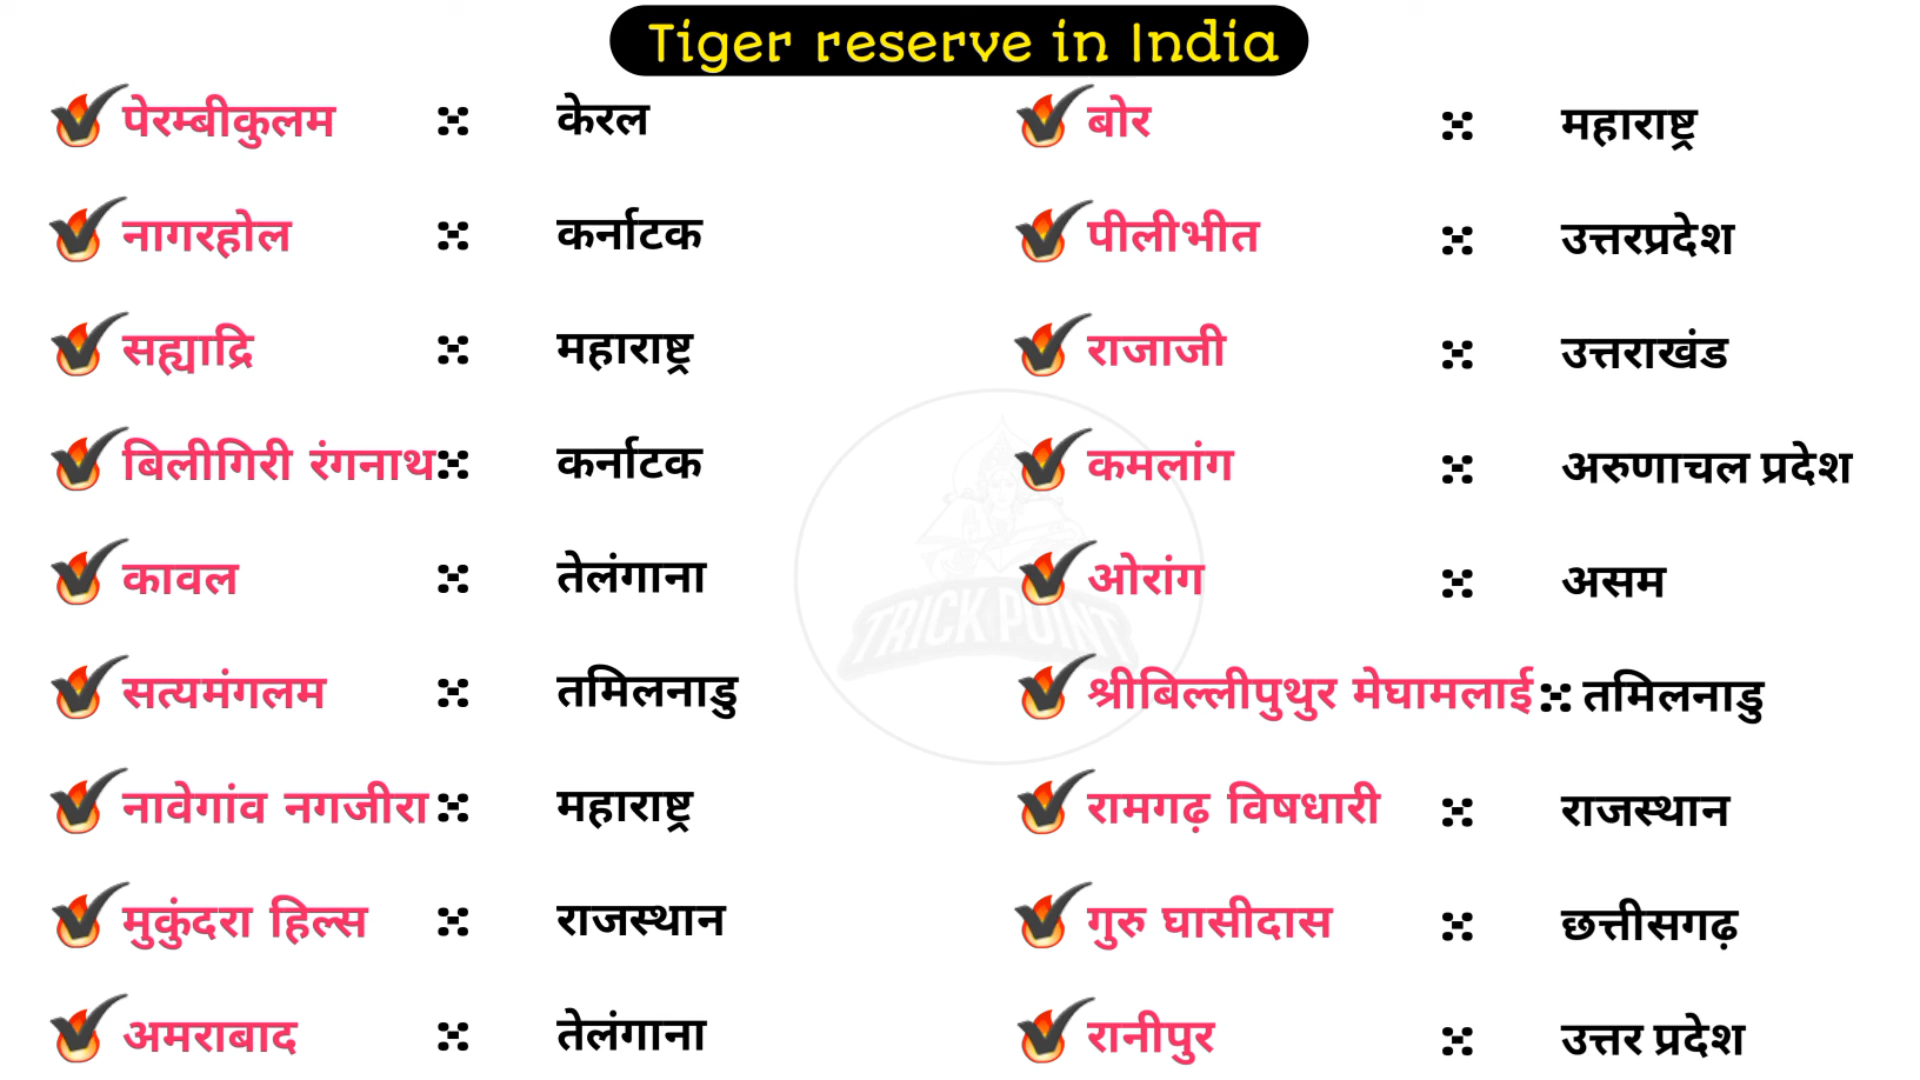 Tiger reserve in India
पेरम्बीकुलम केरल
नागरहोल कर्नाटक
सह्याद्रि महाराष्ट्र
बिलीगिरी रंगनाथ कर्नाटक
कावल तेलंगाना
सत्यमंगलम तमिलनाडु
नावेगांव नगजीरा महाराष्ट्र
मुकुंदरा हिल्स राजस्थान
अमराबाद तेलंगाना
बोर महाराष्ट्र
पीलीभीत उत्तरप्रदेश
राजाजी उत्तराखंड
कमलांग अरुणाचल प्रदेश
ओरांग असम
श्रीबिल्लीपुथुर मेघामलाई तमिलनाडु
रामगढ़ विषधारी राजस्थान
गुरु घासीदास छत्तीसगढ़
रानीपुर उत्तर प्रदेश
TRICK POINT